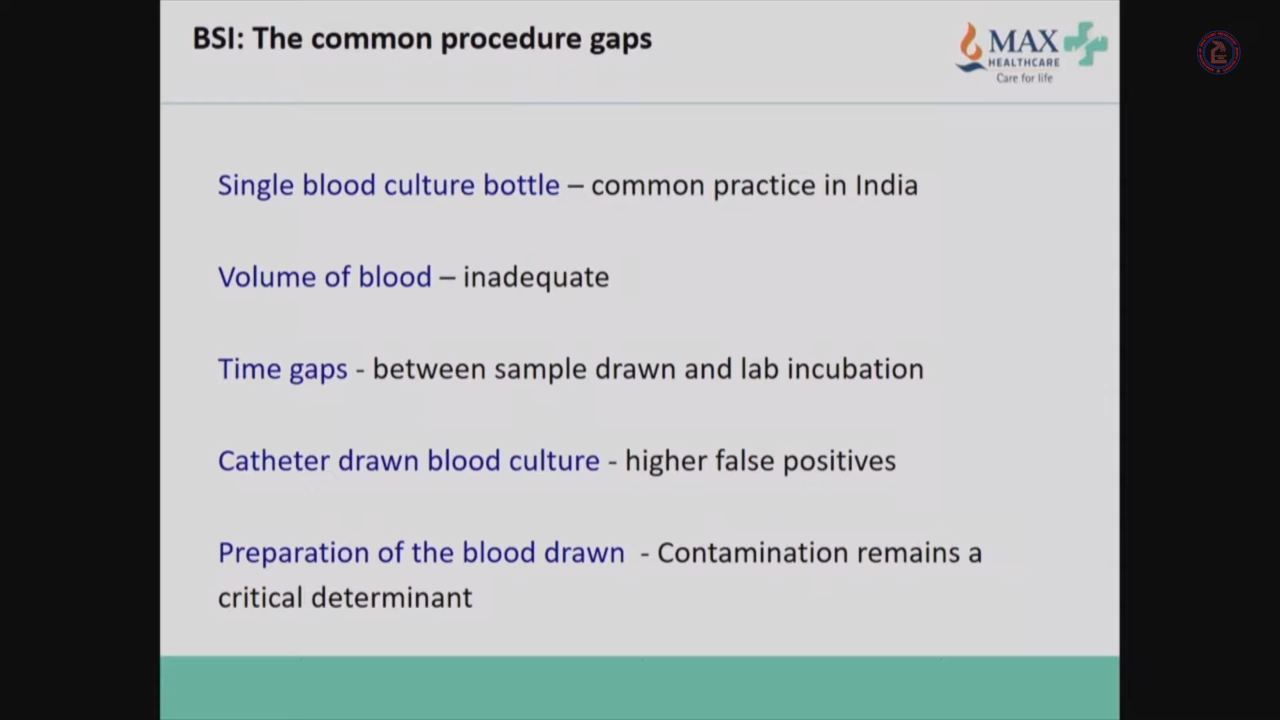 BSI: The common procedure gaps
MAX
HEALTHCARE
Care for life
Single blood culture bottle – common practice in India
Volume of blood – inadequate
Time gaps - between sample drawn and lab incubation
Catheter drawn blood culture - higher false positives
Preparation of the blood drawn - Contamination remains a
critical determinant